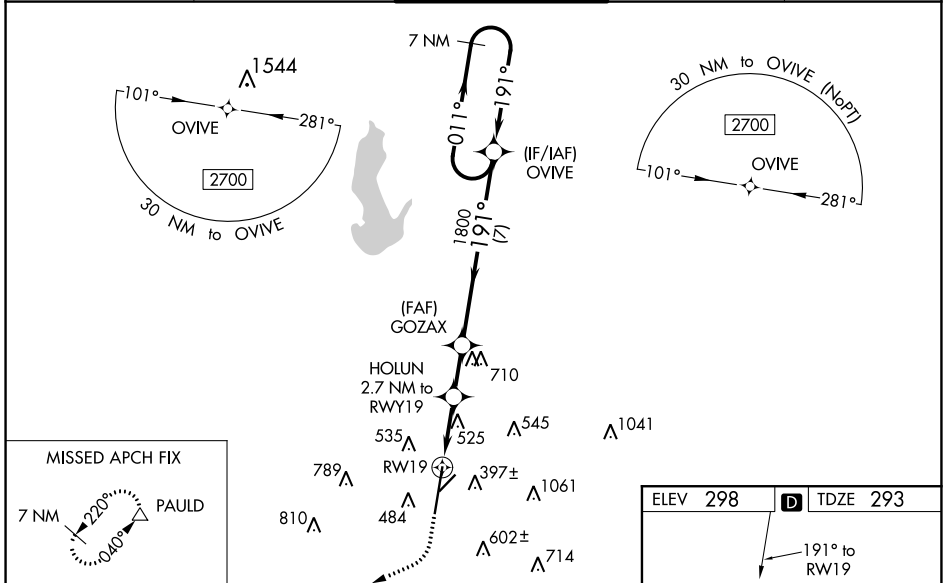 7 NM
1544
101°
OVIVE
281°
2700
30 NM to OVIVE
011°
191°
(IF/IAF)
OVIVE
30 NM to OVIVE (NoPT)
2700
OVIVE
101°
281°
1800
191°
(7)
(FAF)
GOZAX
710
HOLUN
2.7 NM to
RWY19
535
525
545
1041
789
RW19
397±
1061
810
484
602±
714
MISSED APCH FIX
7 NM
220°
PAULD
040°
ELEV 298 D TDZE 293
191° to
RW19